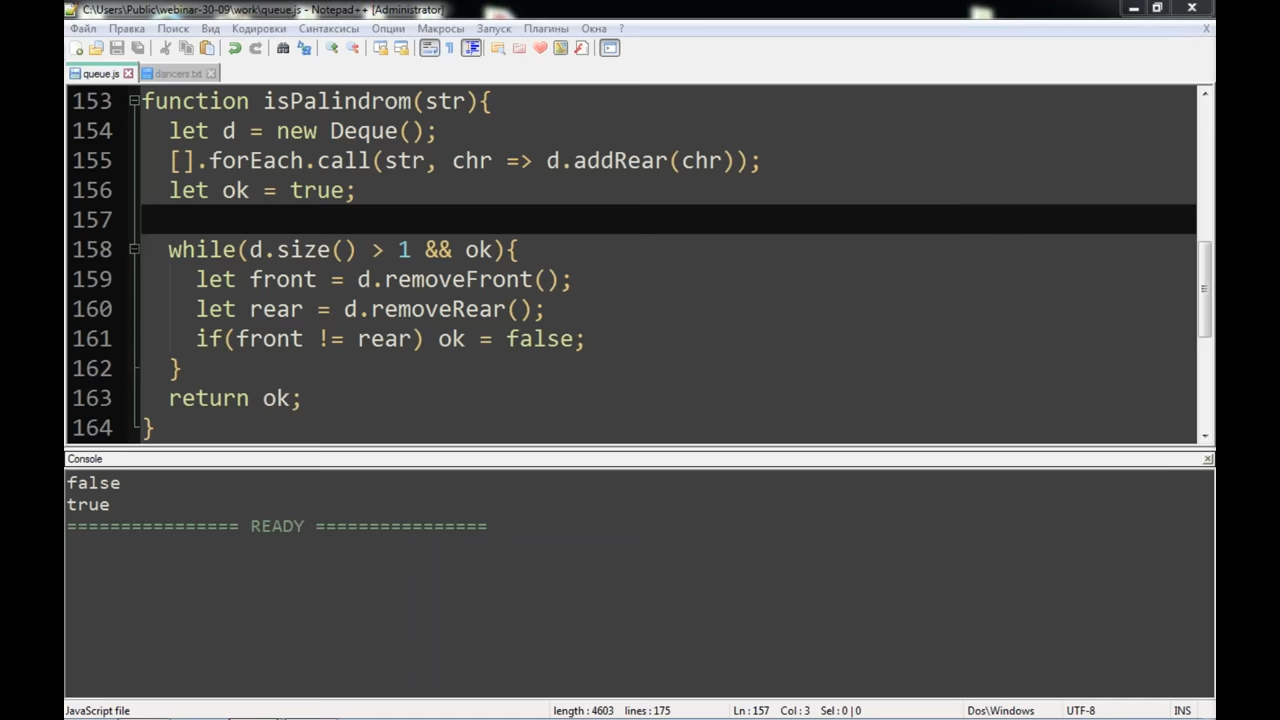 C:\Users\Public\webinar-30-09\work\queue.js - Notepad++ [Administrator]
Файл Правка Поиск Вид Кодировки Синтаксисы Опции Макросы Запуск Плагины Окна ? X
queue.js dancers.txt
153 function isPalindrom(str){
154 let d = new Deque();
155 [].forEach.call(str, chr => d.addRear(chr));
156 let ok = true;
157
158 while(d.size() > 1 && ok){
159 let front = d.removeFront();
160 let rear = d.removeRear();
161 if(front != rear) ok = false;
162 }
163 return ok;
164 }
Console
false
true
================ READY ================
JavaScript file length : 4603 lines : 175 Ln : 157 Col : 3 Sel : 0 | 0 Dos\Windows UTF-8 INS